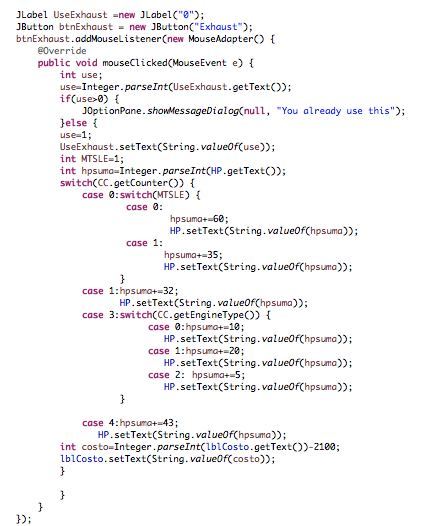 JLabel UseExhaust =new JLabel("0");
JButton btnExhaust = new JButton("Exhaust");
btnExhaust.addMouseListener(new MouseAdapter() {
@Override
public void mouseClicked(MouseEvent e) {
int use;
use=Integer.parseInt(UseExhaust.getText());
if(use>0) {
JOptionPane.showMessageDialog(null, "You already use this");
}else {
use=1;
UseExhaust.setText(String.valueOf(use));
int MTSLE=1;
int hpsuma=Integer.parseInt(HP.getText());
switch(CC.getCounter()) {
case 0:switch(MTSLE) {
case 0:
hpsuma+=60;
HP.setText(String.valueOf(hpsuma));
case 1:
hpsuma+=35;
HP.setText(String.valueOf(hpsuma));
}
case 1:hpsuma+=32;
HP.setText(String.valueOf(hpsuma));
case 3:switch(CC.getEngineType()) {
case 0:hpsuma+=10;
HP.setText(String.valueOf(hpsuma));
case 1:hpsuma+=20;
HP.setText(String.valueOf(hpsuma));
case 2: hpsuma+=5;
HP.setText(String.valueOf(hpsuma));
}
case 4:hpsuma+=43;
HP.setText(String.valueOf(hpsuma));
int costo=Integer.parseInt(lblCosto.getText())-2100;
lblCosto.setText(String.valueOf(costo));
}
}
}
});